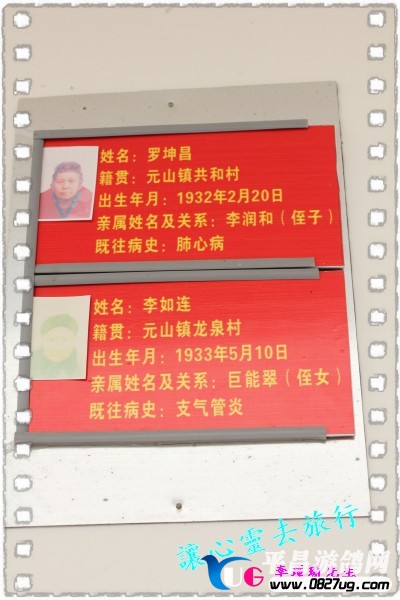 姓名：罗坤昌
籍贯：元山镇共和村
出生年月：1932年2月20日
亲属姓名及关系：李润和（侄子）
既往病史：肺心病
姓名：李如连
籍贯：元山镇龙泉村
出生年月：1933年5月10日
亲属姓名及关系：巨能翠（侄女）
既往病史：支气管炎
讓心靈去旅行
平昌游鸽网
YUG
www.0827ug.com